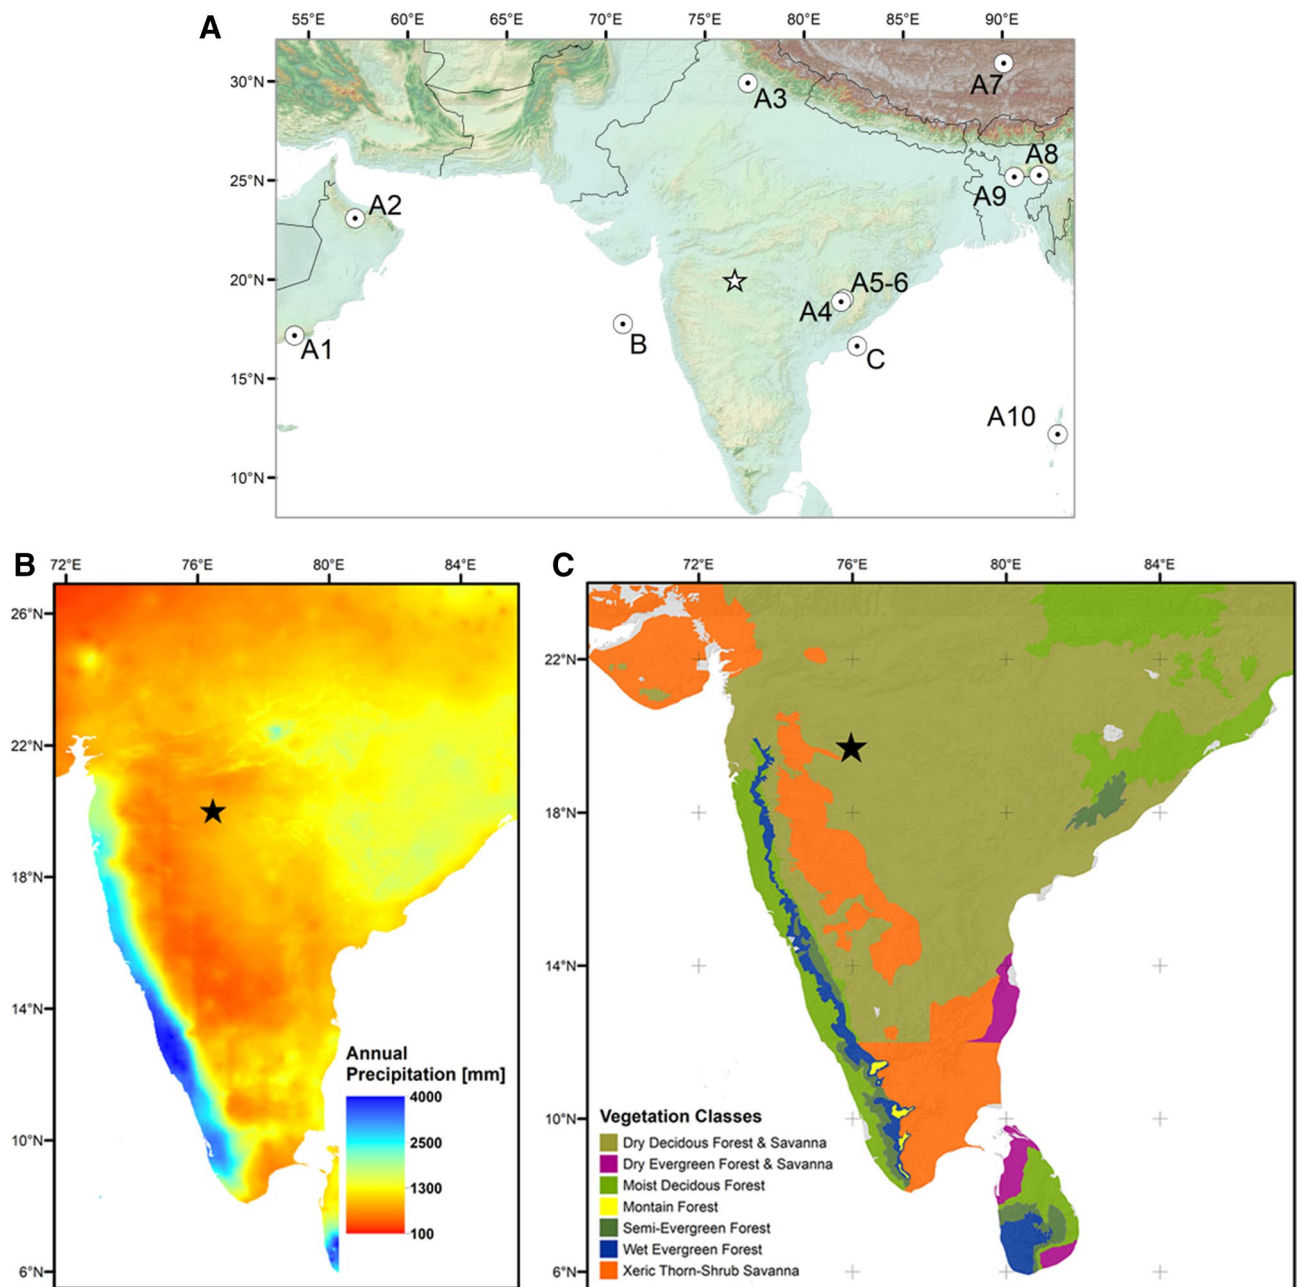 A
55°E 60°E 65°E 70°E 75°E 80°E 85°E 90°E
30°N
25°N
20°N
15°N
10°N
A7
A3
A8
A9
A2
A5-6
A4
A1
B
C
A10
B
72°E 76°E 80°E 84°E
26°N
22°N
18°N
14°N
10°N
6°N
Annual
Precipitation [mm]
4000
2500
1300
100
C
72°E 76°E 80°E 84°E
22°N
18°N
14°N
10°N
6°N
Vegetation Classes
Dry Decidous Forest & Savanna
Dry Evergreen Forest & Savanna
Moist Decidous Forest
Montain Forest
Semi-Evergreen Forest
Wet Evergreen Forest
Xeric Thorn-Shrub Savanna